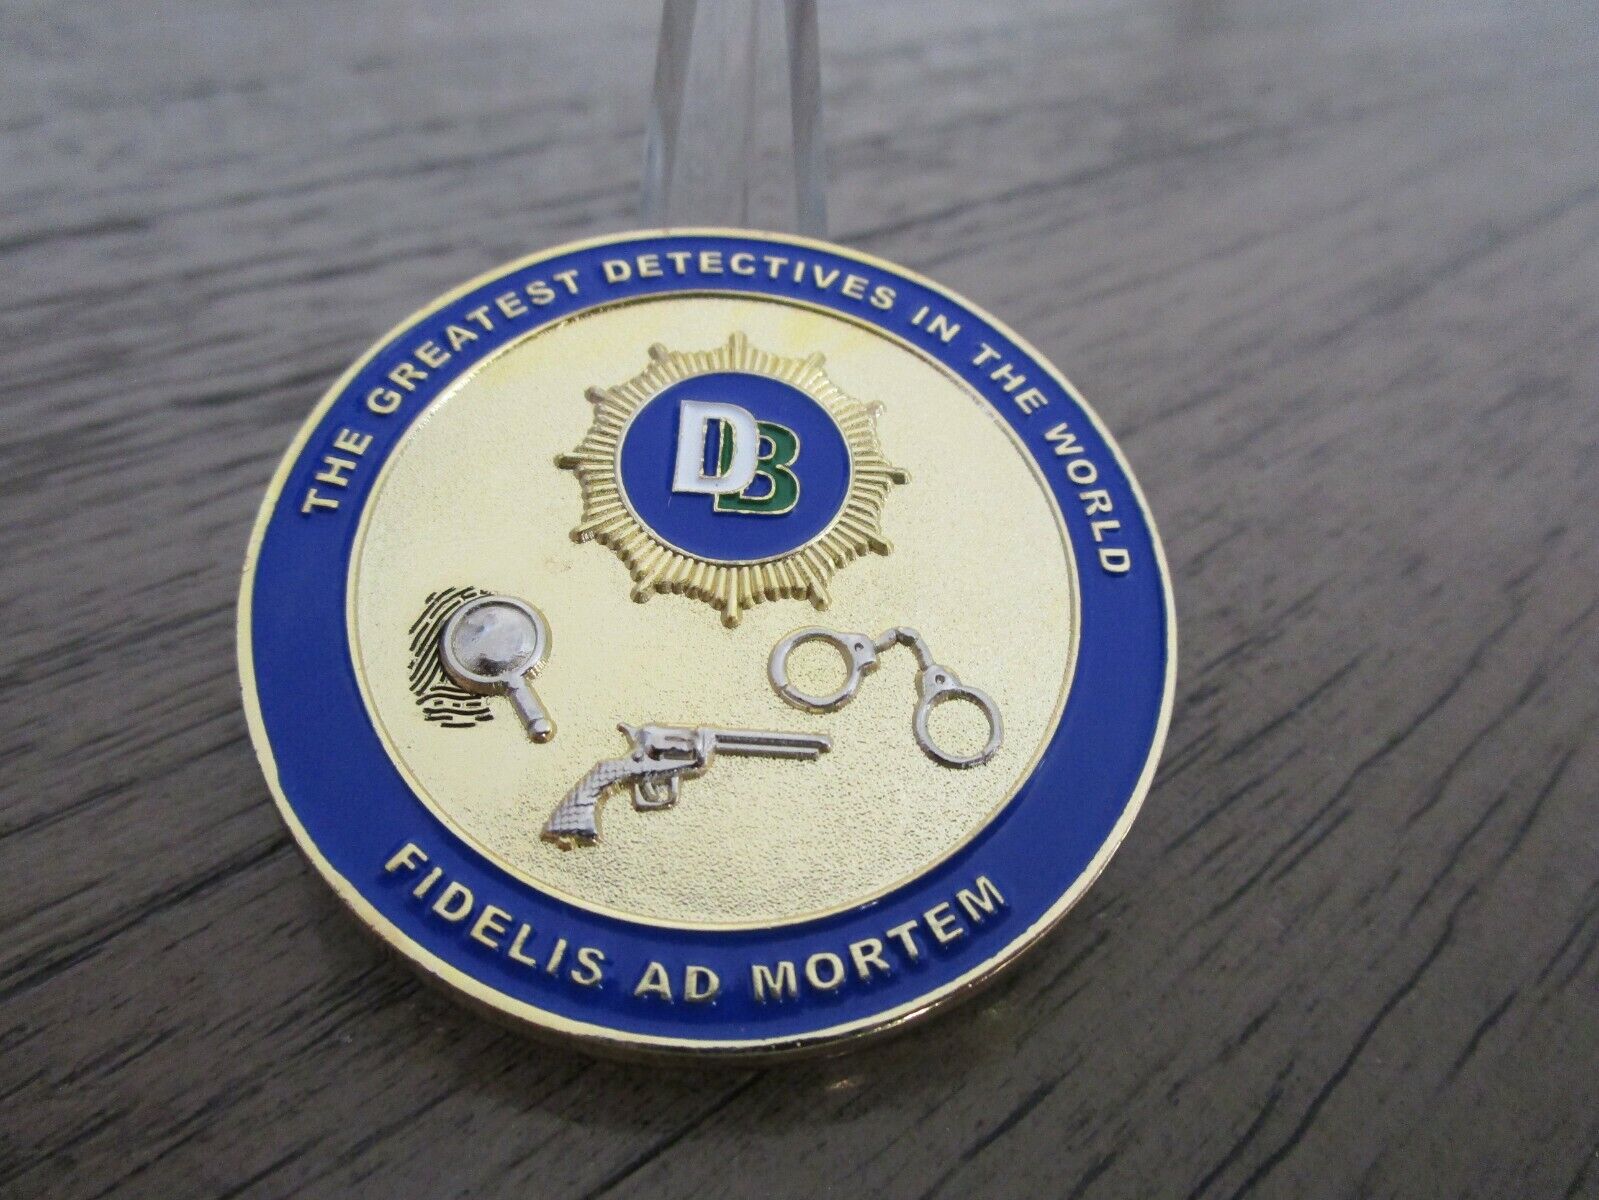 THE GREATEST DETECTIVES IN THE WORLD
DB
FIDELIS AD MORTEM